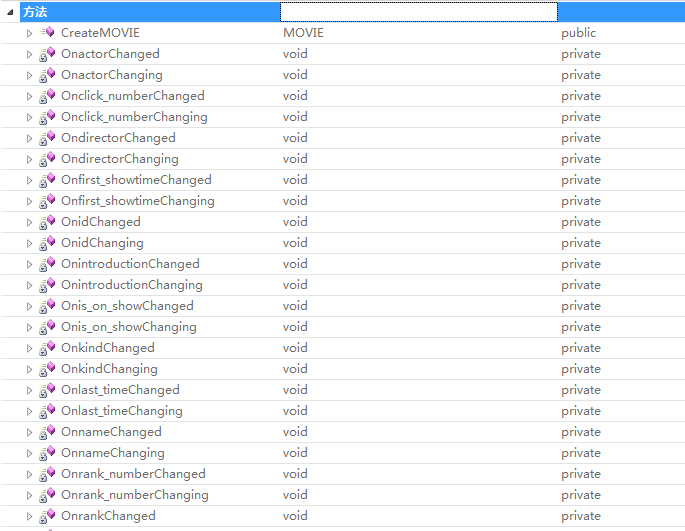 方法
CreateMOVIE MOVIE public
OnactorChanged void private
OnactorChanging void private
Onclick_numberChanged void private
Onclick_numberChanging void private
OndirectorChanged void private
OndirectorChanging void private
Onfirst_showtimeChanged void private
Onfirst_showtimeChanging void private
OnidChanged void private
OnidChanging void private
OnintroductionChanged void private
OnintroductionChanging void private
Onis_on_showChanged void private
Onis_on_showChanging void private
OnkindChanged void private
OnkindChanging void private
Onlast_timeChanged void private
Onlast_timeChanging void private
OnnameChanged void private
OnnameChanging void private
Onrank_numberChanged void private
Onrank_numberChanging void private
OnrankChanged void private